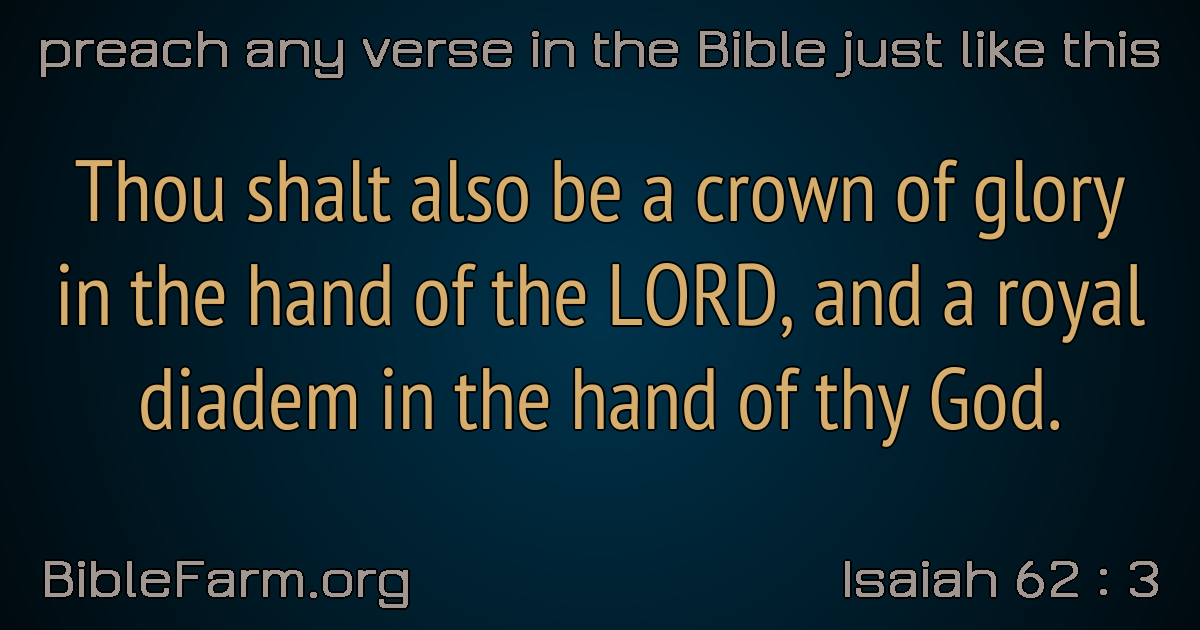 preach any verse in the Bible just like this
Thou shalt also be a crown of glory
in the hand of the LORD, and a royal
diadem in the hand of thy God.
BibleFarm.org
Isaiah 62 : 3